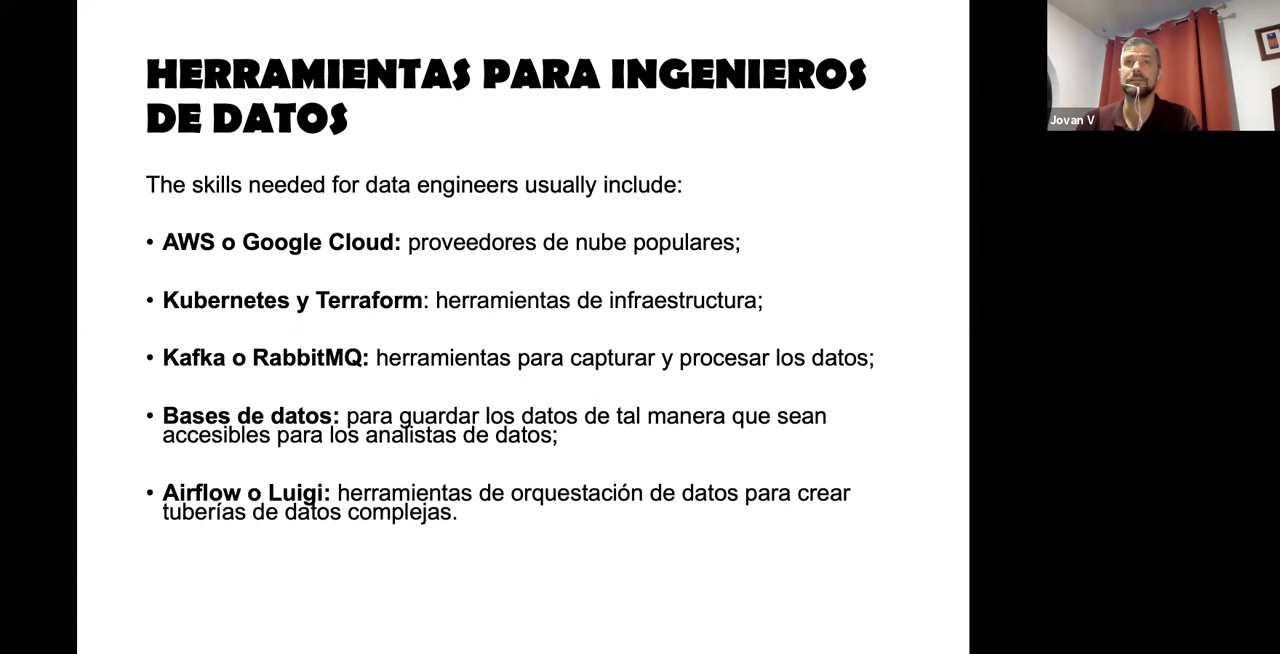 HERRAMIENTAS PARA INGENIEROS
DE DATOS
The skills needed for data engineers usually include:
• AWS o Google Cloud: proveedores de nube populares;
• Kubernetes y Terraform: herramientas de infraestructura;
• Kafka o RabbitMQ: herramientas para capturar y procesar los datos;
• Bases de datos: para guardar los datos de tal manera que sean
accesibles para los analistas de datos;
• Airflow o Luigi: herramientas de orquestación de datos para crear
tuberías de datos complejas.
Jovan V